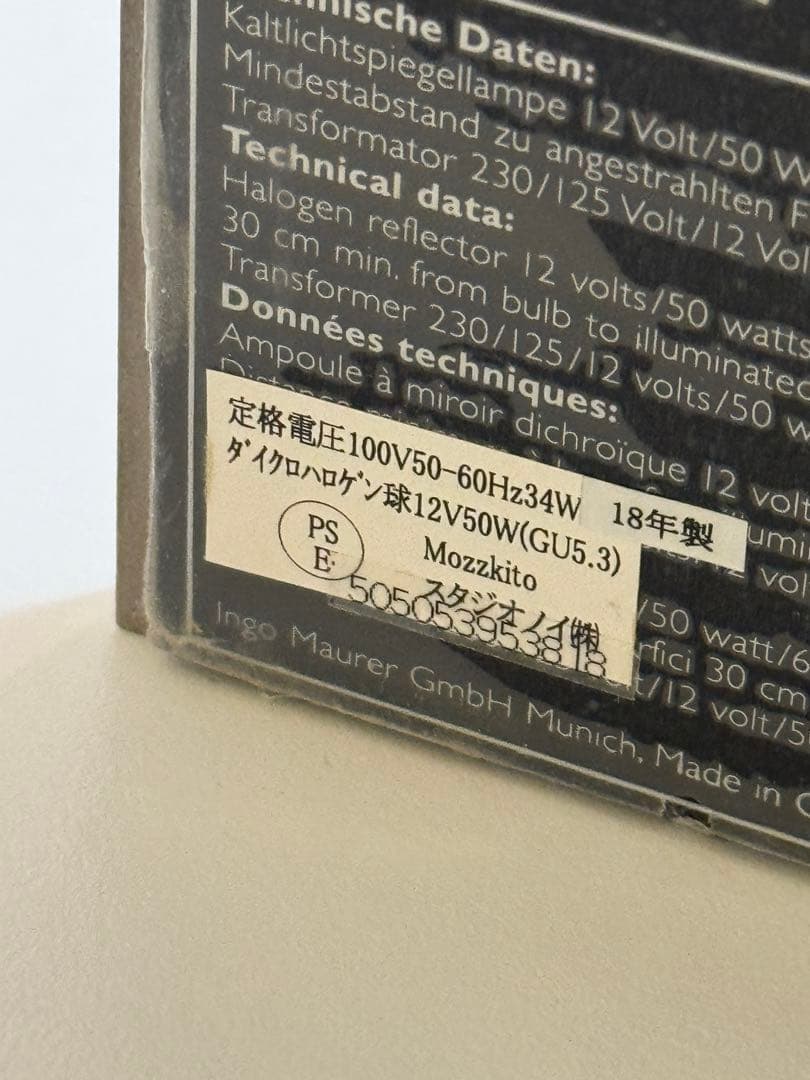 nische Daten:
Kaltlichtspiegellampe 12 Volt/50 W
Mindestabstand zu angestrahlten F
Transformator 230/125 Volt/12 Vol
Technical data:
Halogen reflector 12 volts/50 watts
30 cm min. from bulb to illuminated
Transformer 230/125/12 volts/50 w
Données techniques:
Ampoule à miroir dichroïque 12 volt
定格電圧100V50-60Hz34W 18年製
ダイクロハロゲン球12V50W(GU5.3)
PS
E
Mozzkito
スタジオノイ㈱
505053953818
/50 watt/6
rfici 30 cm
t/12 volt/5
Ingo Maurer GmbH Munich, Made in G